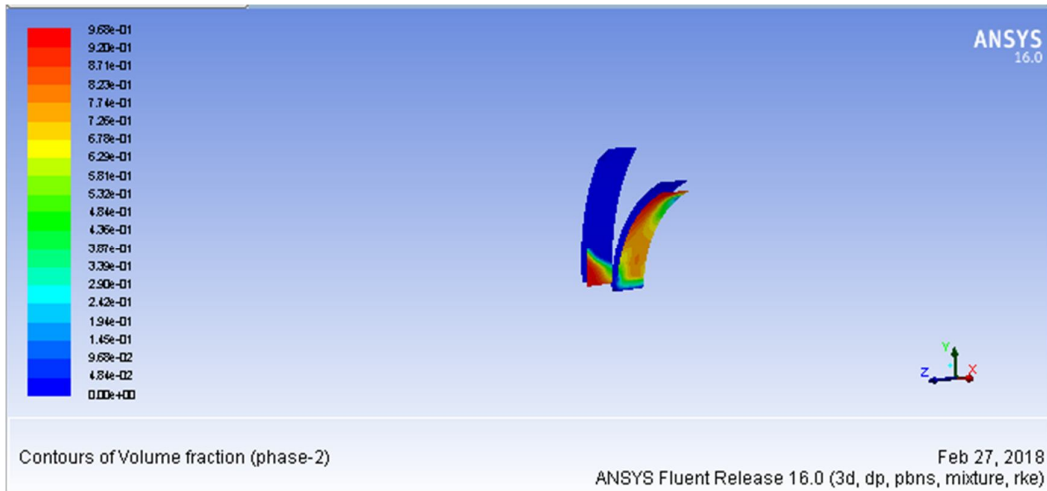 9.68e-01
9.20e-01
8.71e-01
8.23e-01
7.74e-01
7.26e-01
6.78e-01
6.29e-01
5.81e-01
5.32e-01
4.84e-01
4.36e-01
3.87e-01
3.39e-01
2.90e-01
2.42e-01
1.94e-01
1.45e-01
9.68e-02
4.84e-02
0.00e+00
ANSYS
16.0
Y
Z X
Contours of Volume fraction (phase-2)
Feb 27, 2018
ANSYS Fluent Release 16.0 (3d, dp, pbns, mixture, rke)